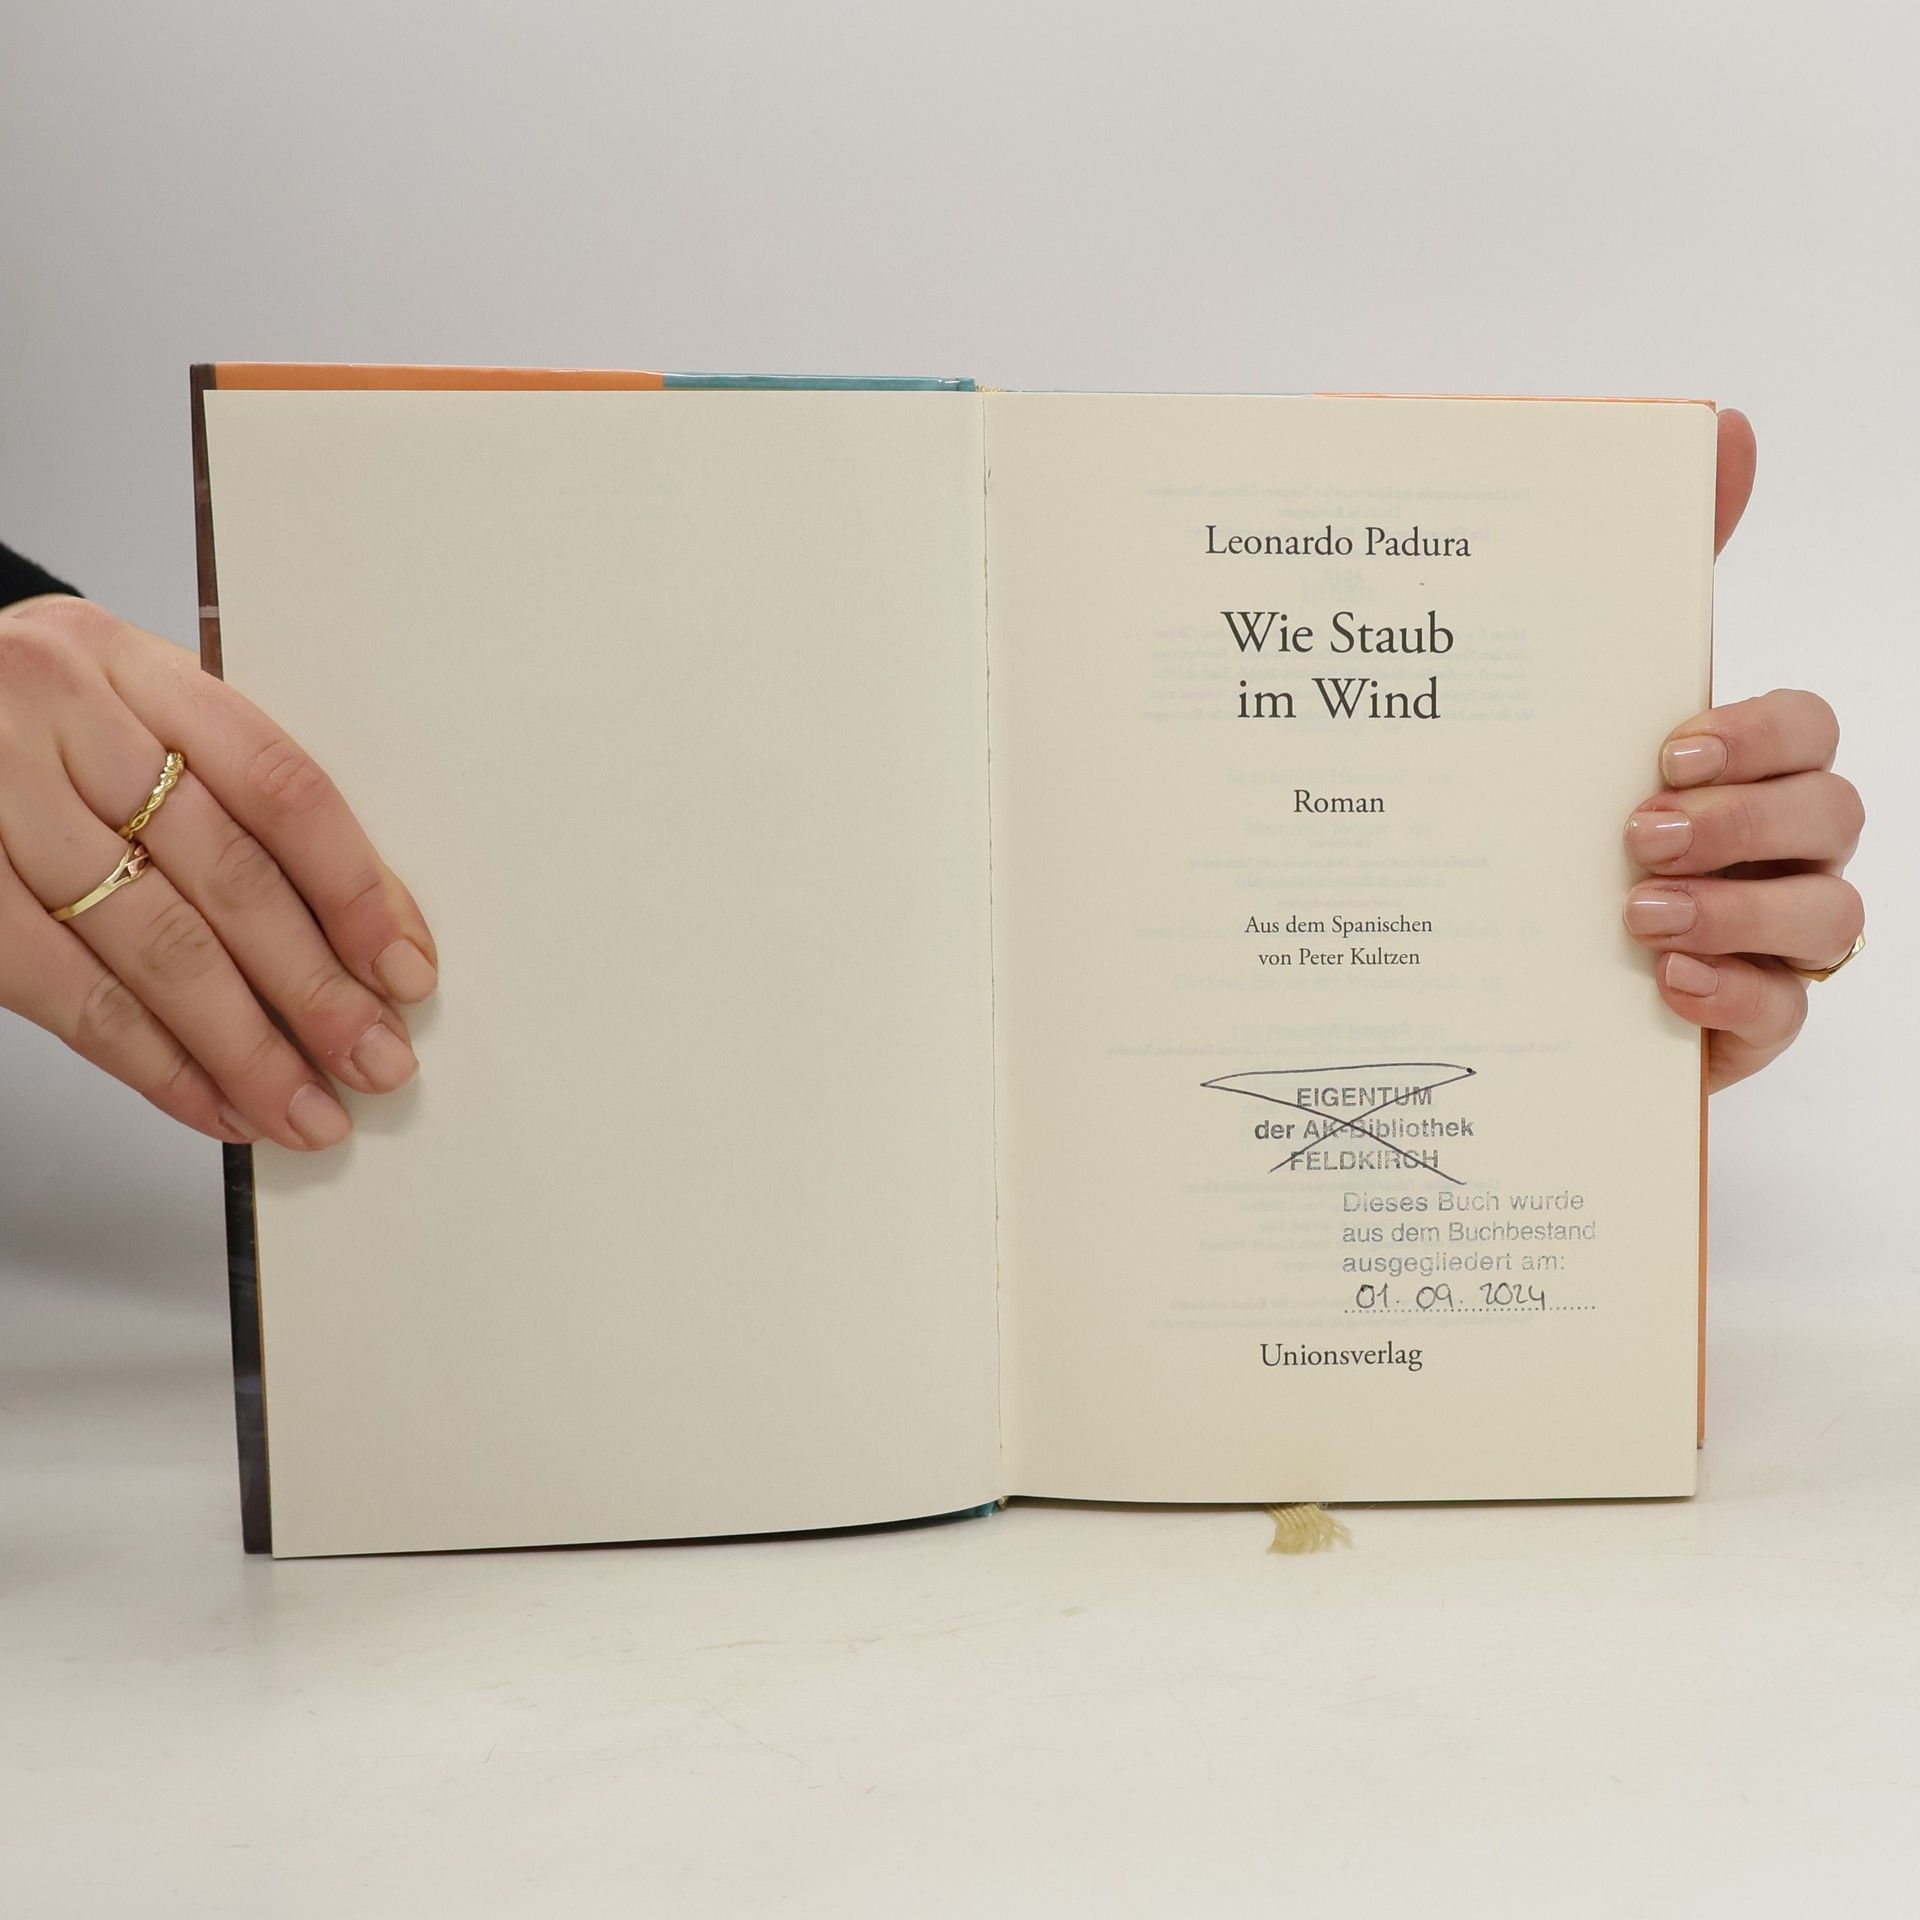 Leonardo Padura
Wie Staub
im Wind
Roman
Aus dem Spanischen
von Peter Kultzen
EIGENTUM
der AK-Bibliothek
FELDKIRCH
Dieses Buch wurde
aus dem Buchbestand
ausgegliedert am:
01. 09. 2024
Unionsverlag